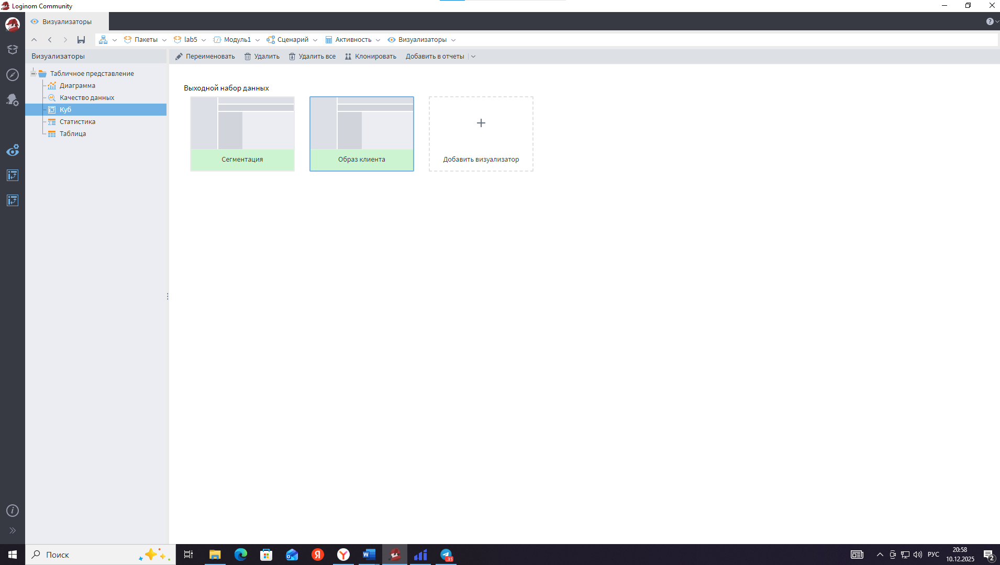 Loginom Community
Визуализаторы
Пакеты lab5 Модуль1 Сценарий Активность Визуализаторы
Визуализаторы
Переименовать Удалить Удалить все Клонировать Добавить в отчеты
Табличное представление
Диаграмма
Качество данных
Куб
Статистика
Таблица
Выходной набор данных
Сегментация
Образ клиента
Добавить визуализатор
Поиск
35
РУС
20:58
10.12.2025
2